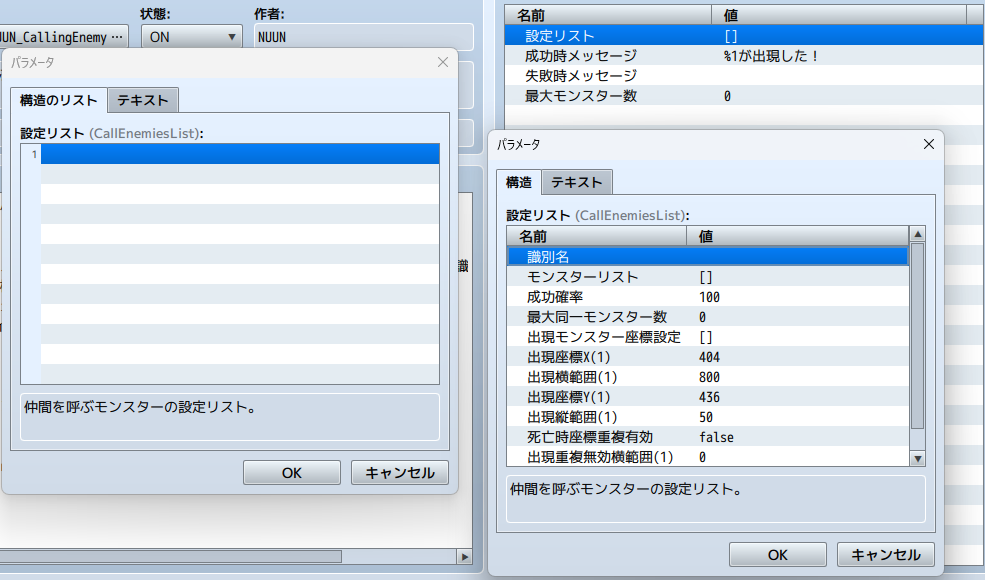 状態:
作者:
UUN_CallingEnemy ...
ON
NUUN
パラメータ
構造のリスト
テキスト
設定リスト (CallEnemiesList):
1
仲間を呼ぶモンスターの設定リスト。
OK
キャンセル
識
名前 値
設定リスト []
成功時メッセージ %1が出現した！
失敗時メッセージ
最大モンスター数 0
パラメータ
構造
テキスト
設定リスト (CallEnemiesList):
名前 値
識別名
モンスターリスト []
成功確率 100
最大同一モンスター数 0
出現モンスター座標設定 []
出現座標X(1) 404
出現横範囲(1) 800
出現座標Y(1) 436
出現縦範囲(1) 50
死亡時座標重複有効 false
出現重複無効横範囲(1) 0
仲間を呼ぶモンスターの設定リスト。
OK
キャンセル